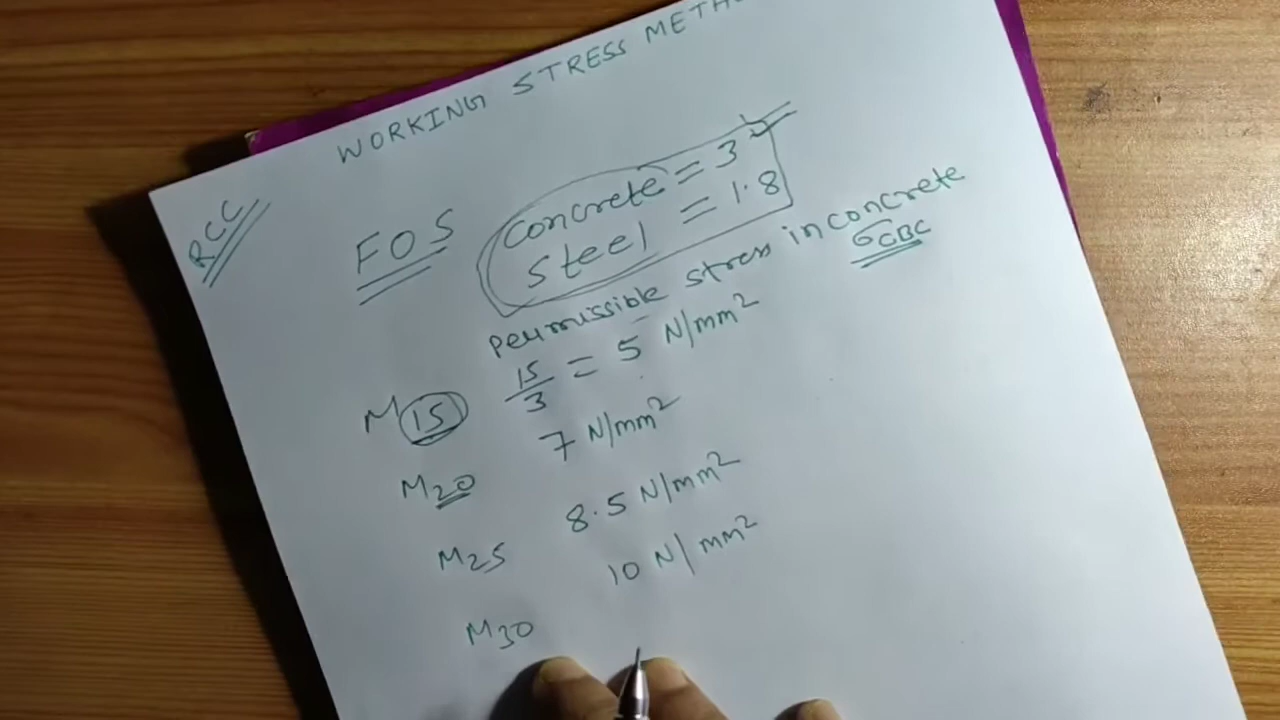 WORKING STRESS METH
RCC
FOS
concrete = 3
steel = 1.8
permissible stress in concrete
σCBC
M15 15/3 = 5 N/mm²
M20 7 N/mm²
M25 8.5 N/mm²
M30 10 N/mm²